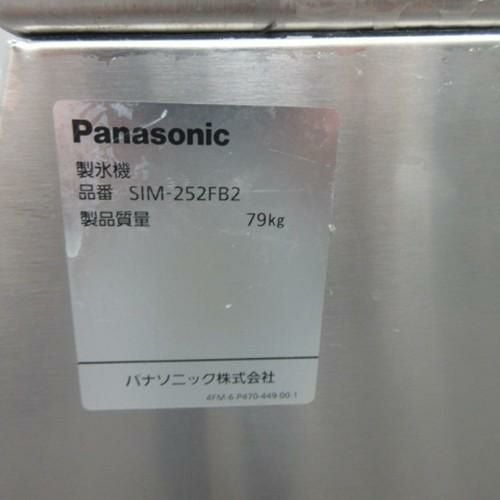 Panasonic
製氷機
品番 SIM-252FB2
製品質量 79kg
パナソニック株式会社
4FM-6-P470-449-00-1